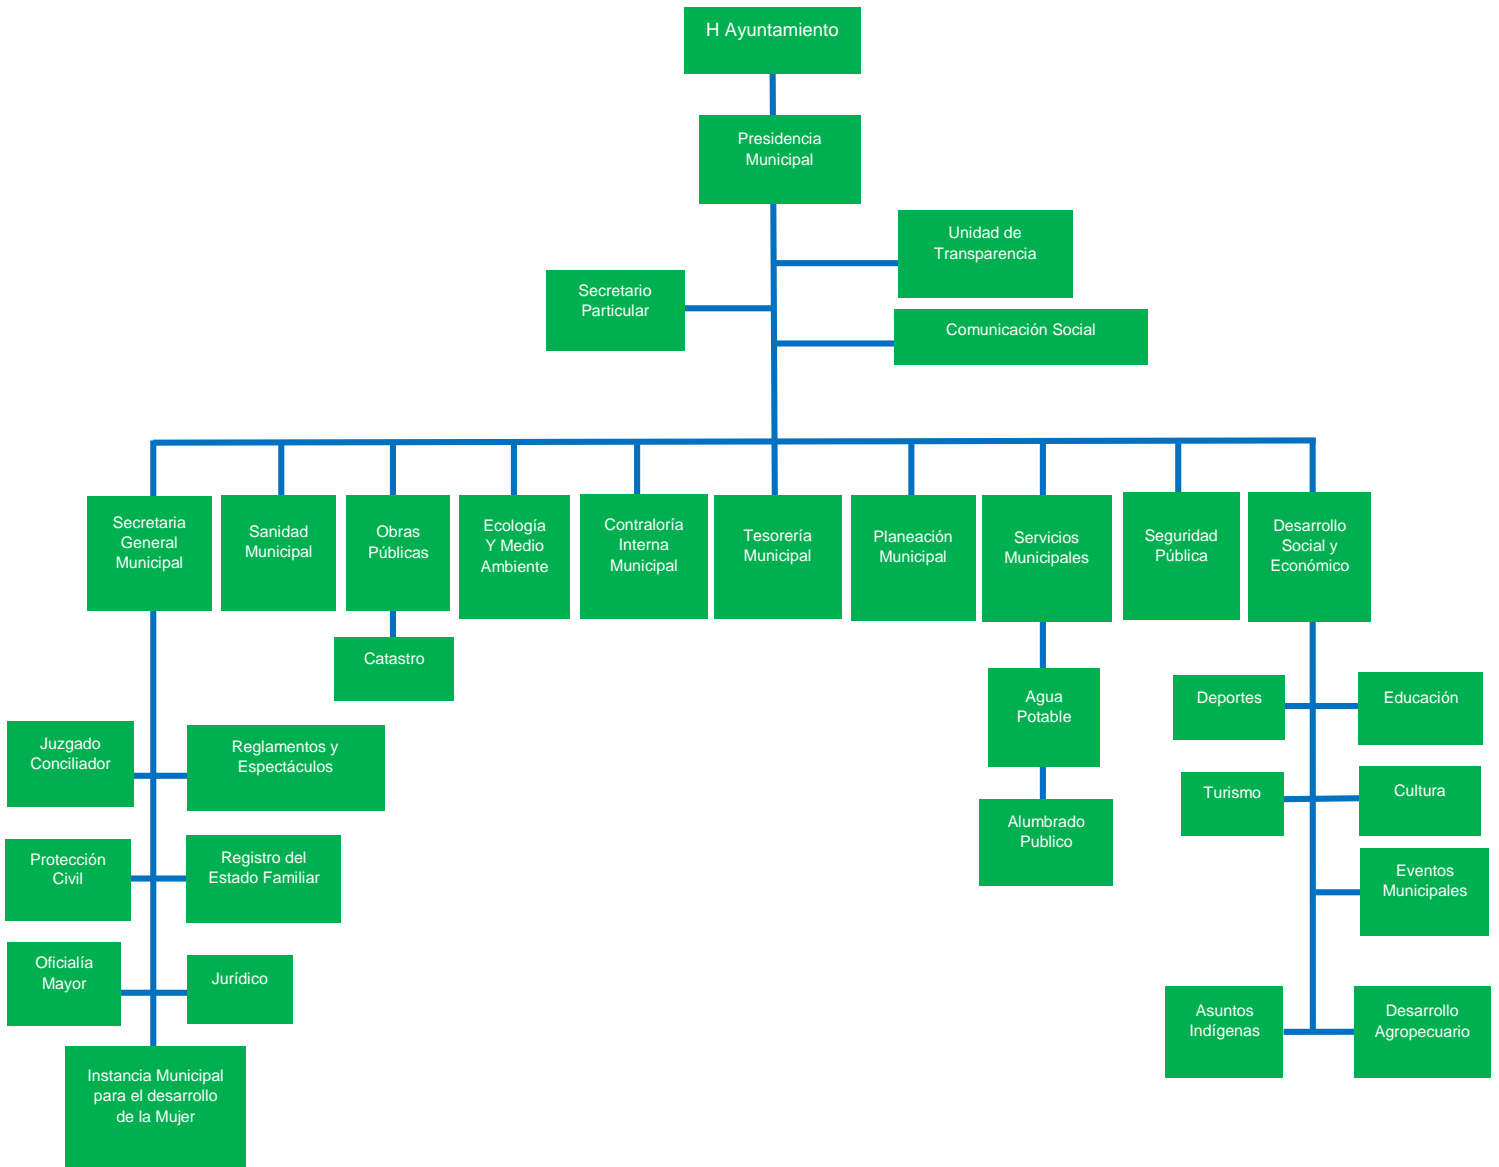 H Ayuntamiento
Presidencia
Municipal
Unidad de
Transparencia
Secretario
Particular
Comunicación Social
Secretaria
General
Municipal
Sanidad
Municipal
Obras
Públicas
Ecología
Y Medio
Ambiente
Contraloría
Interna
Municipal
Tesorería
Municipal
Planeación
Municipal
Servicios
Municipales
Seguridad
Pública
Desarrollo
Social y
Económico
Catastro
Agua
Potable
Alumbrado
Publico
Juzgado
Conciliador
Reglamentos y
Espectáculos
Protección
Civil
Registro del
Estado Familiar
Oficialía
Mayor
Jurídico
Instancia Municipal
para el desarrollo
de la Mujer
Deportes
Educación
Turismo
Cultura
Eventos
Municipales
Asuntos
Indígenas
Desarrollo
Agropecuario